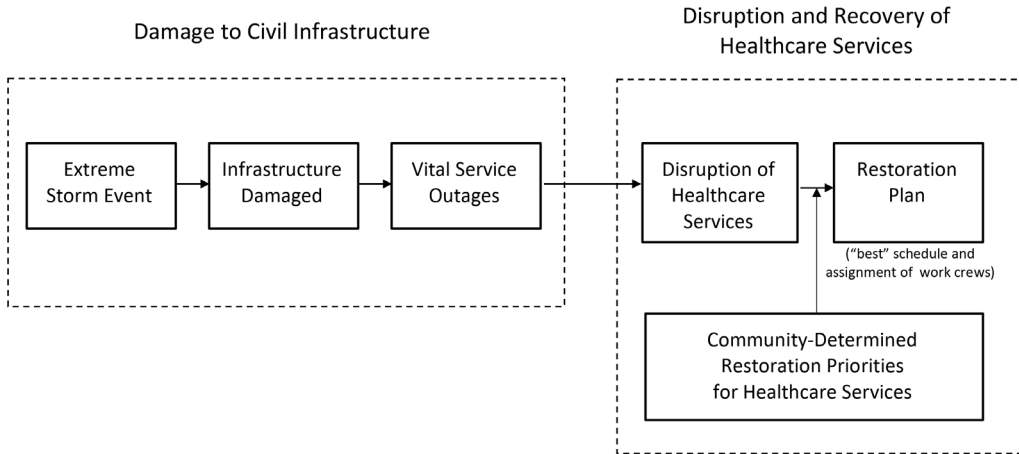 Damage to Civil Infrastructure
Extreme
Storm Event
Infrastructure
Damaged
Vital Service
Outages
Disruption and Recovery of
Healthcare Services
Disruption of
Healthcare
Services
Restoration
Plan
(“best” schedule and
assignment of work crews)
Community-Determined
Restoration Priorities
for Healthcare Services